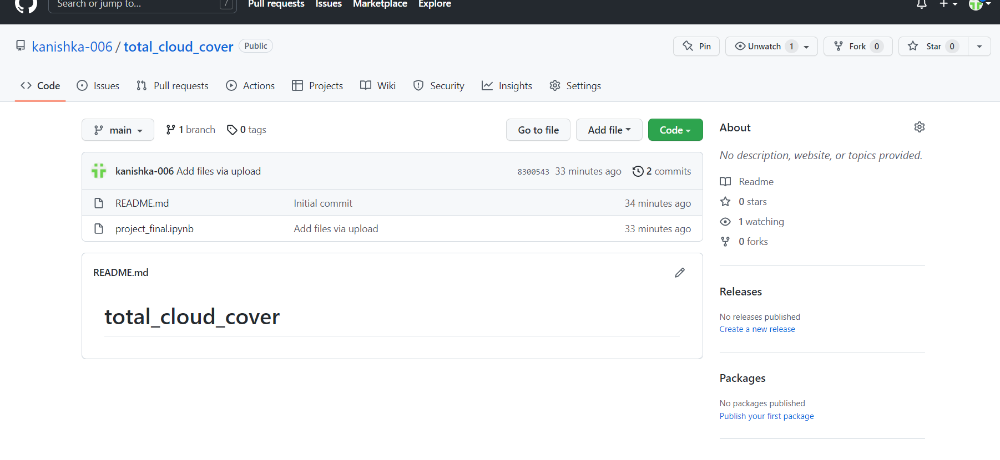 Search or jump to... /
Pull requests Issues Marketplace Explore
kanishka-006 / total_cloud_cover Public
Pin Unwatch 1 Fork 0 Star 0
Code Issues Pull requests Actions Projects Wiki Security Insights Settings
main 1 branch 0 tags
Go to file Add file Code
kanishka-006 Add files via upload 8300543 33 minutes ago 2 commits
README.md Initial commit 34 minutes ago
project_final.ipynb Add files via upload 33 minutes ago
README.md
total_cloud_cover
About
No description, website, or topics provided.
Readme
0 stars
1 watching
0 forks
Releases
No releases published
Create a new release
Packages
No packages published
Publish your first package